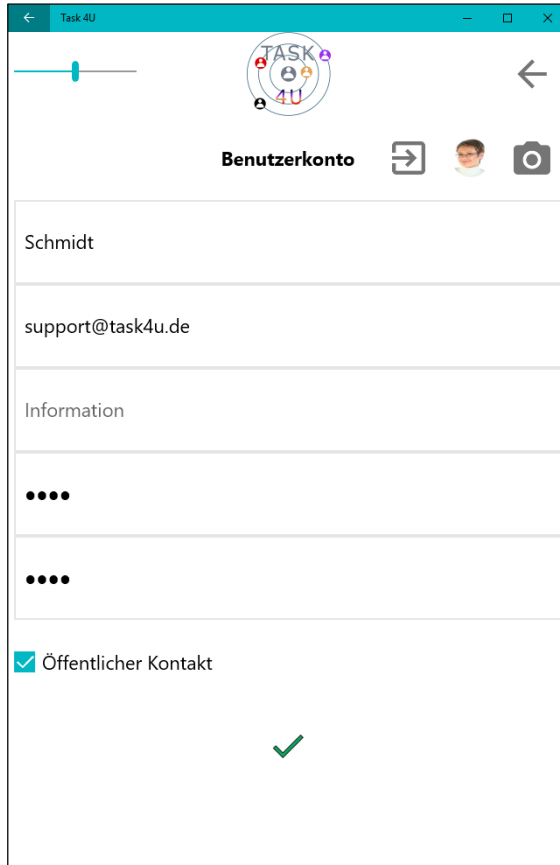 Task 4U
TASK
4U
Benutzerkonto
Schmidt
support@task4u.de
Information
••••
••••
Öffentlicher Kontakt